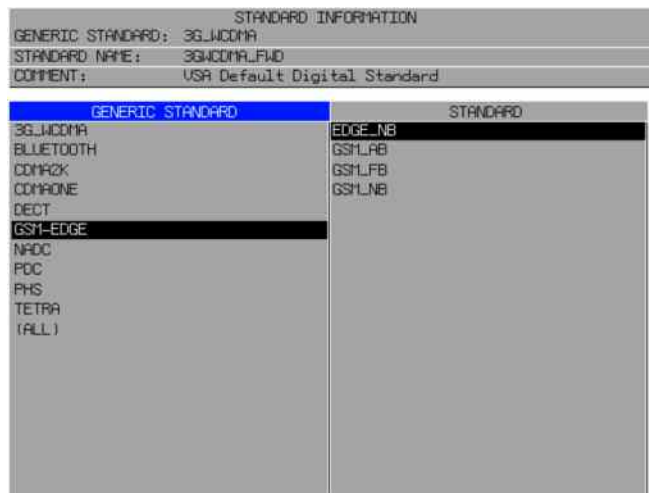 STANDARD INFORMATION
GENERIC STANDARD: 3G_WCDMA
STANDARD NAME: 3GWCDMA_FWD
COMMENT: VSA Default Digital Standard
GENERIC STANDARD
STANDARD
3G_WCDMA
EDGE_NB
BLUETOOTH
GSM_AB
CDMA2K
GSM_FB
CDMAONE
GSM_NB
DECT
GSM-EDGE
NADC
PDC
PHS
TETRA
(ALL)